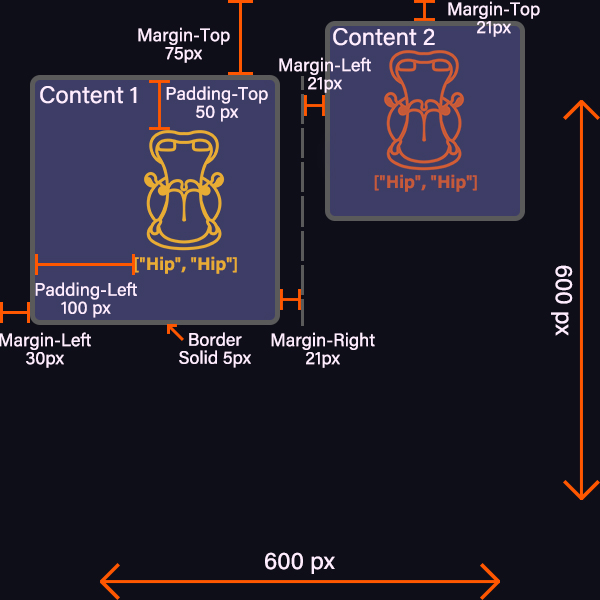 Margin-Top
75px
Margin-Top
21px
Content 2
Margin-Left
21px
Content 1
Padding-Top
50 px
["Hip", "Hip"]
["Hip", "Hip"]
Padding-Left
100 px
Margin-Left
30px
Border
Solid 5px
Margin-Right
21px
600 px
600 px